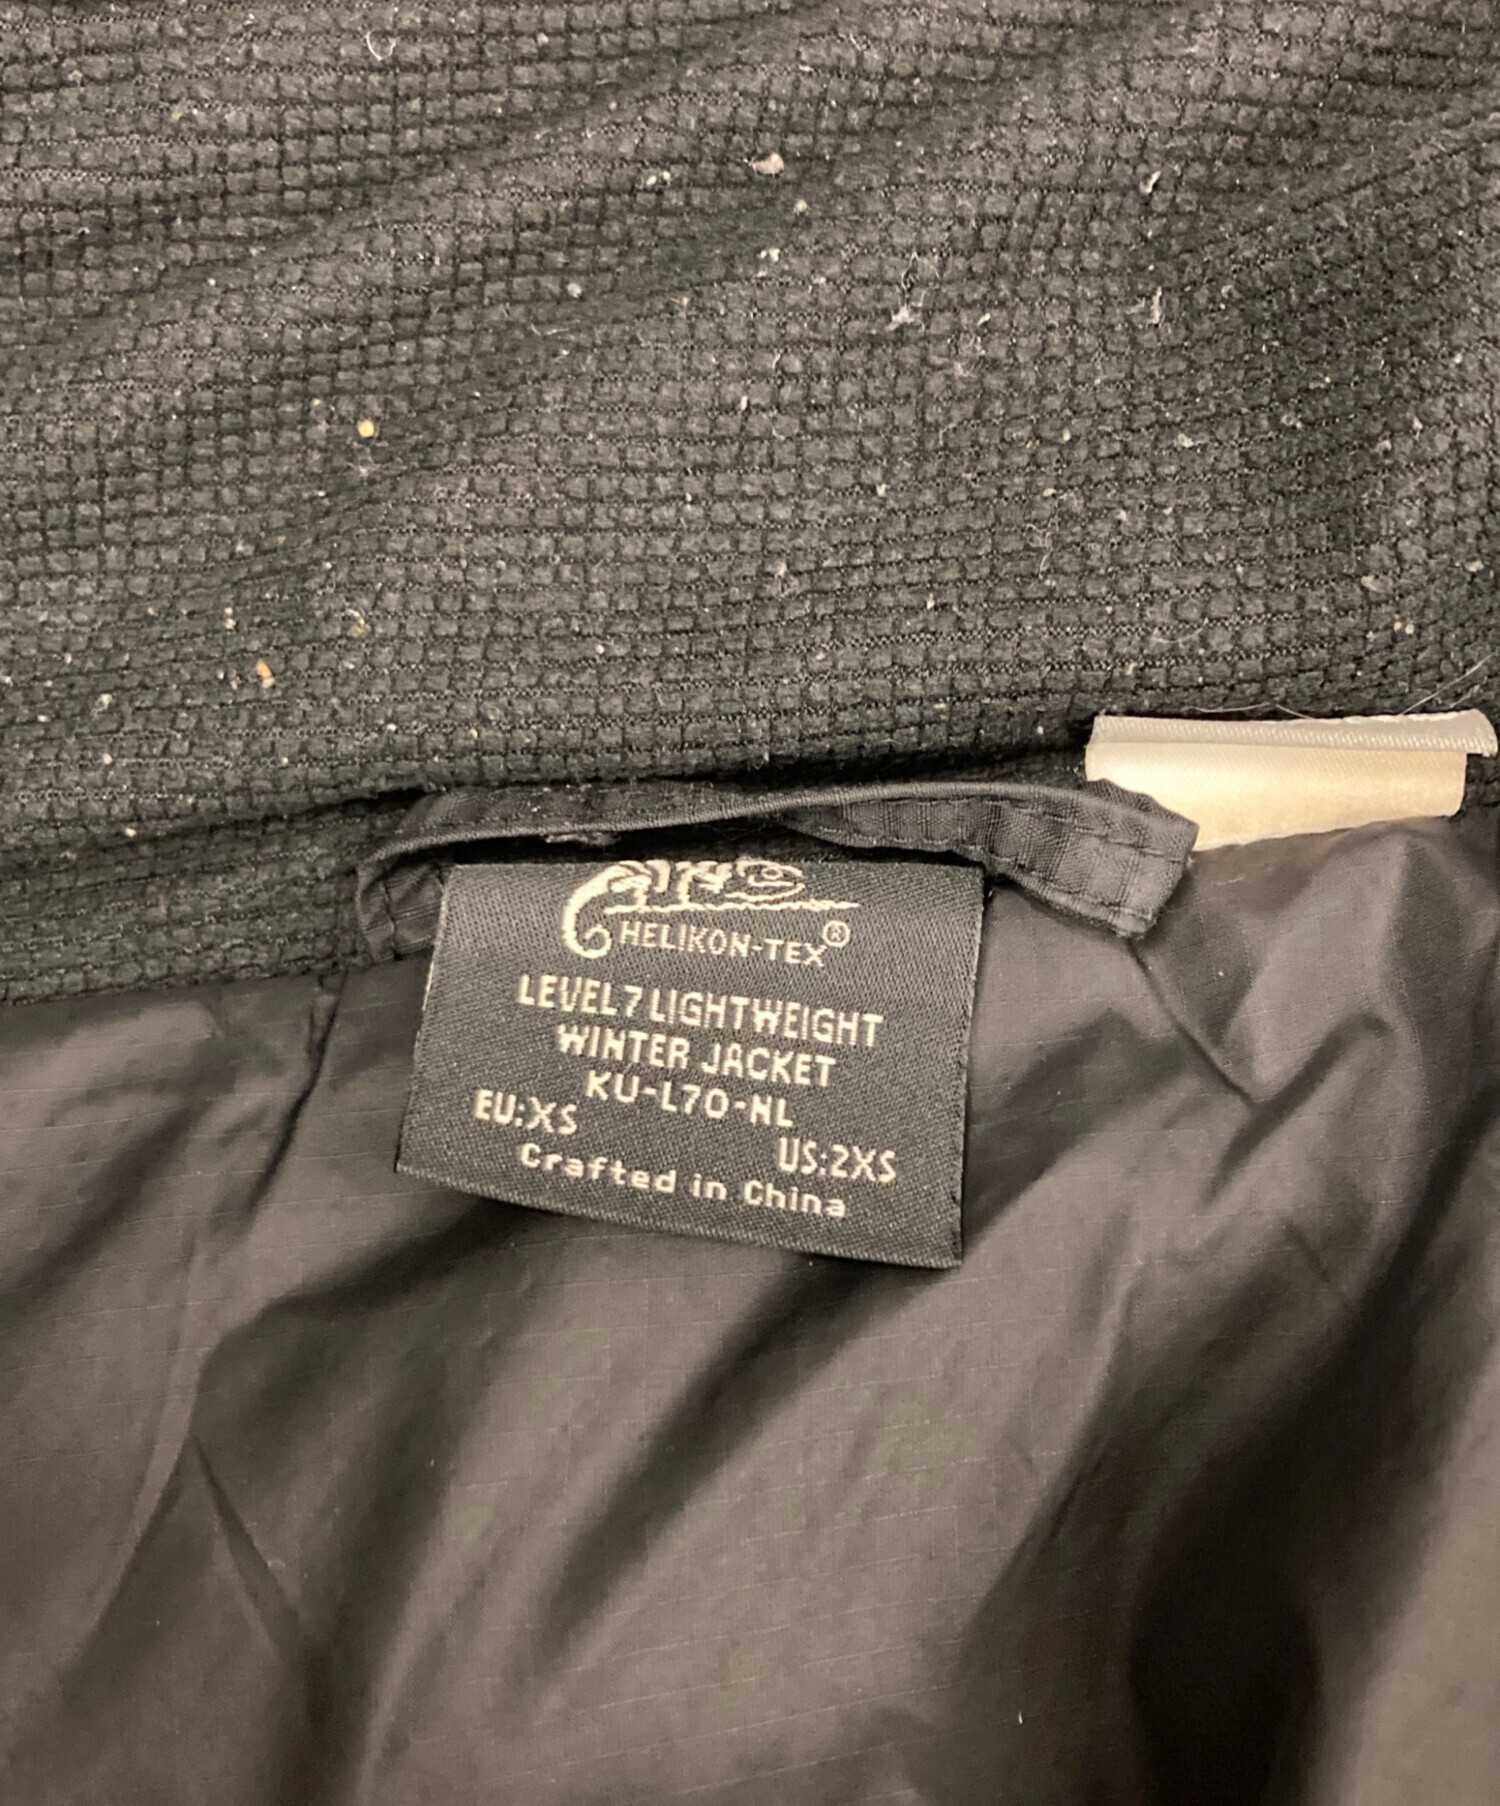 HELIKON-TEX®
LEVEL7 LIGHTWEIGHT
WINTER JACKET
KU-L70-NL
EU:XS
US:2XS
Crafted in China